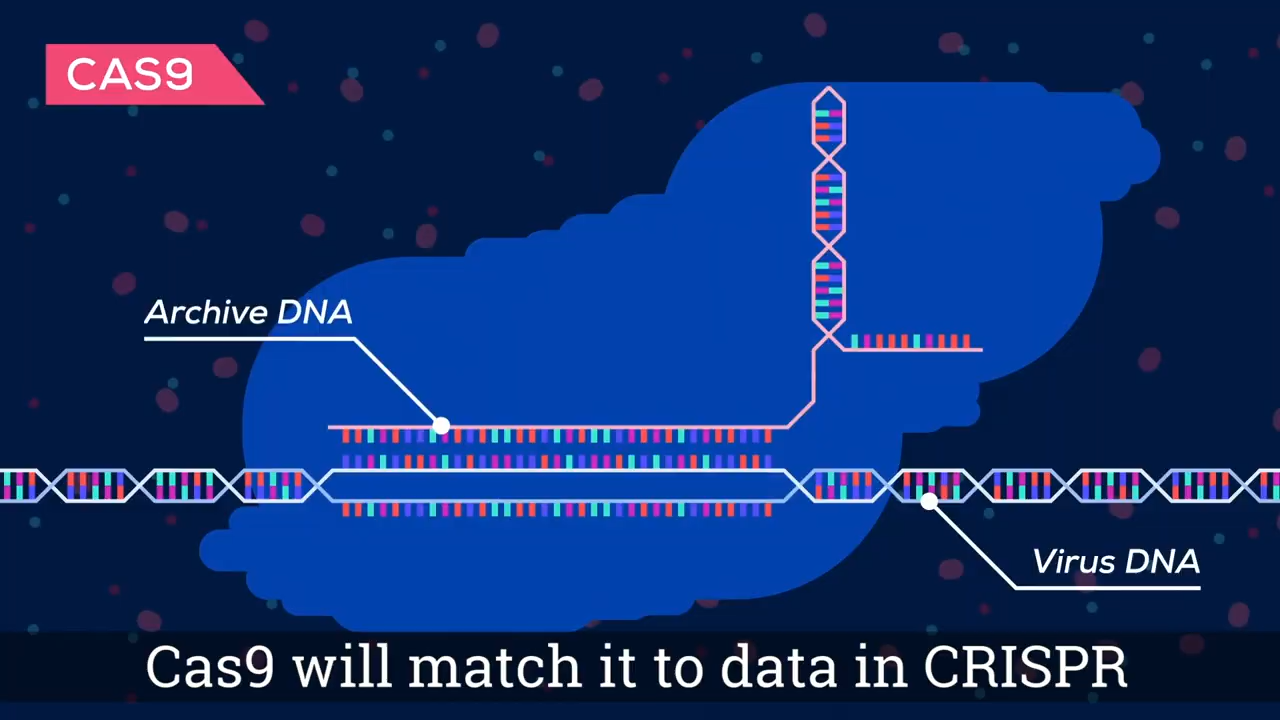 CAS9
Archive DNA
Virus DNA
Cas9 will match it to data in CRISPR